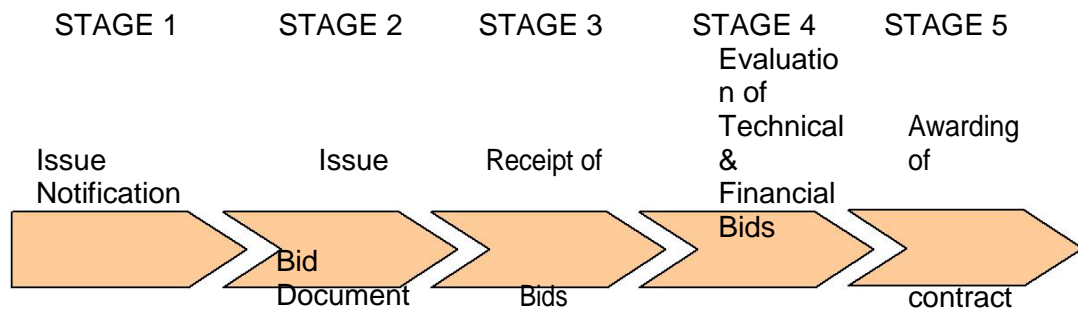 STAGE 1 STAGE 2 STAGE 3 STAGE 4 STAGE 5
Issue
Notification
Issue
Bid
Document
Receipt of
Bids
Evaluatio
n of
Technical
&
Financial
Bids
Awarding
of
contract